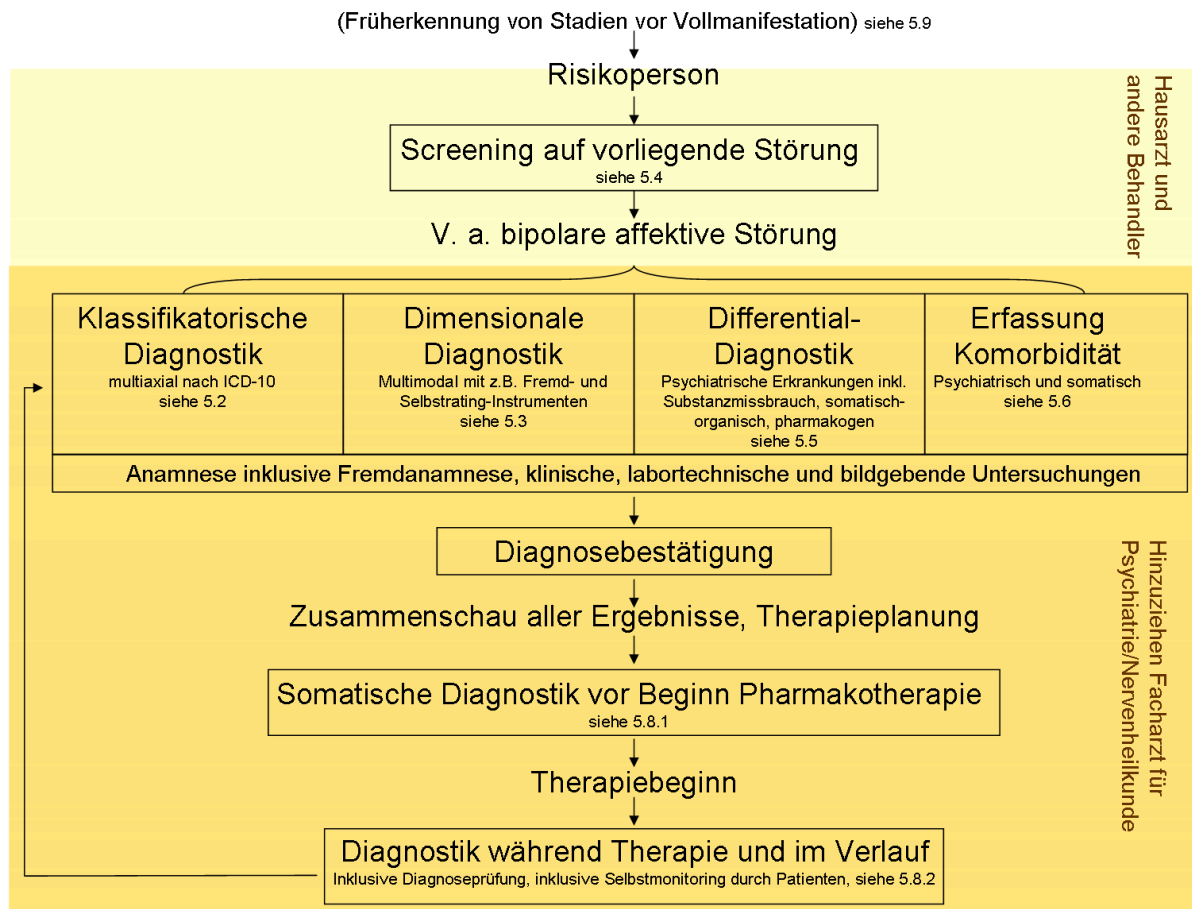 (Früherkennung von Stadien vor Vollmanifestation) siehe 5.9
Risikoperson
Screening auf vorliegende Störung
siehe 5.4
V. a. bipolare affektive Störung
Hausarzt und
andere Behandler
Klassifikatorische
Diagnostik
multiaxial nach ICD-10
siehe 5.2
Dimensionale
Diagnostik
Multimodal mit z.B. Fremd- und
Selbstrating-Instrumenten
siehe 5.3
Differential-
Diagnostik
Psychiatrische Erkrankungen inkl.
Substanzmissbrauch, somatisch-
organisch, pharmakogen
siehe 5.5
Erfassung
Komorbidität
Psychiatrisch und somatisch
siehe 5.6
Anamnese inklusive Fremdanamnese, klinische, labortechnische und bildgebende Untersuchungen
Diagnosebestätigung
Zusammenschau aller Ergebnisse, Therapieplanung
Somatische Diagnostik vor Beginn Pharmakotherapie
siehe 5.8.1
Therapiebeginn
Diagnostik während Therapie und im Verlauf
Inklusive Diagnoseprüfung, inklusive Selbstmonitoring durch Patienten, siehe 5.8.2
Hinzuziehen Facharzt für
Psychiatrie/Nervenheilkunde